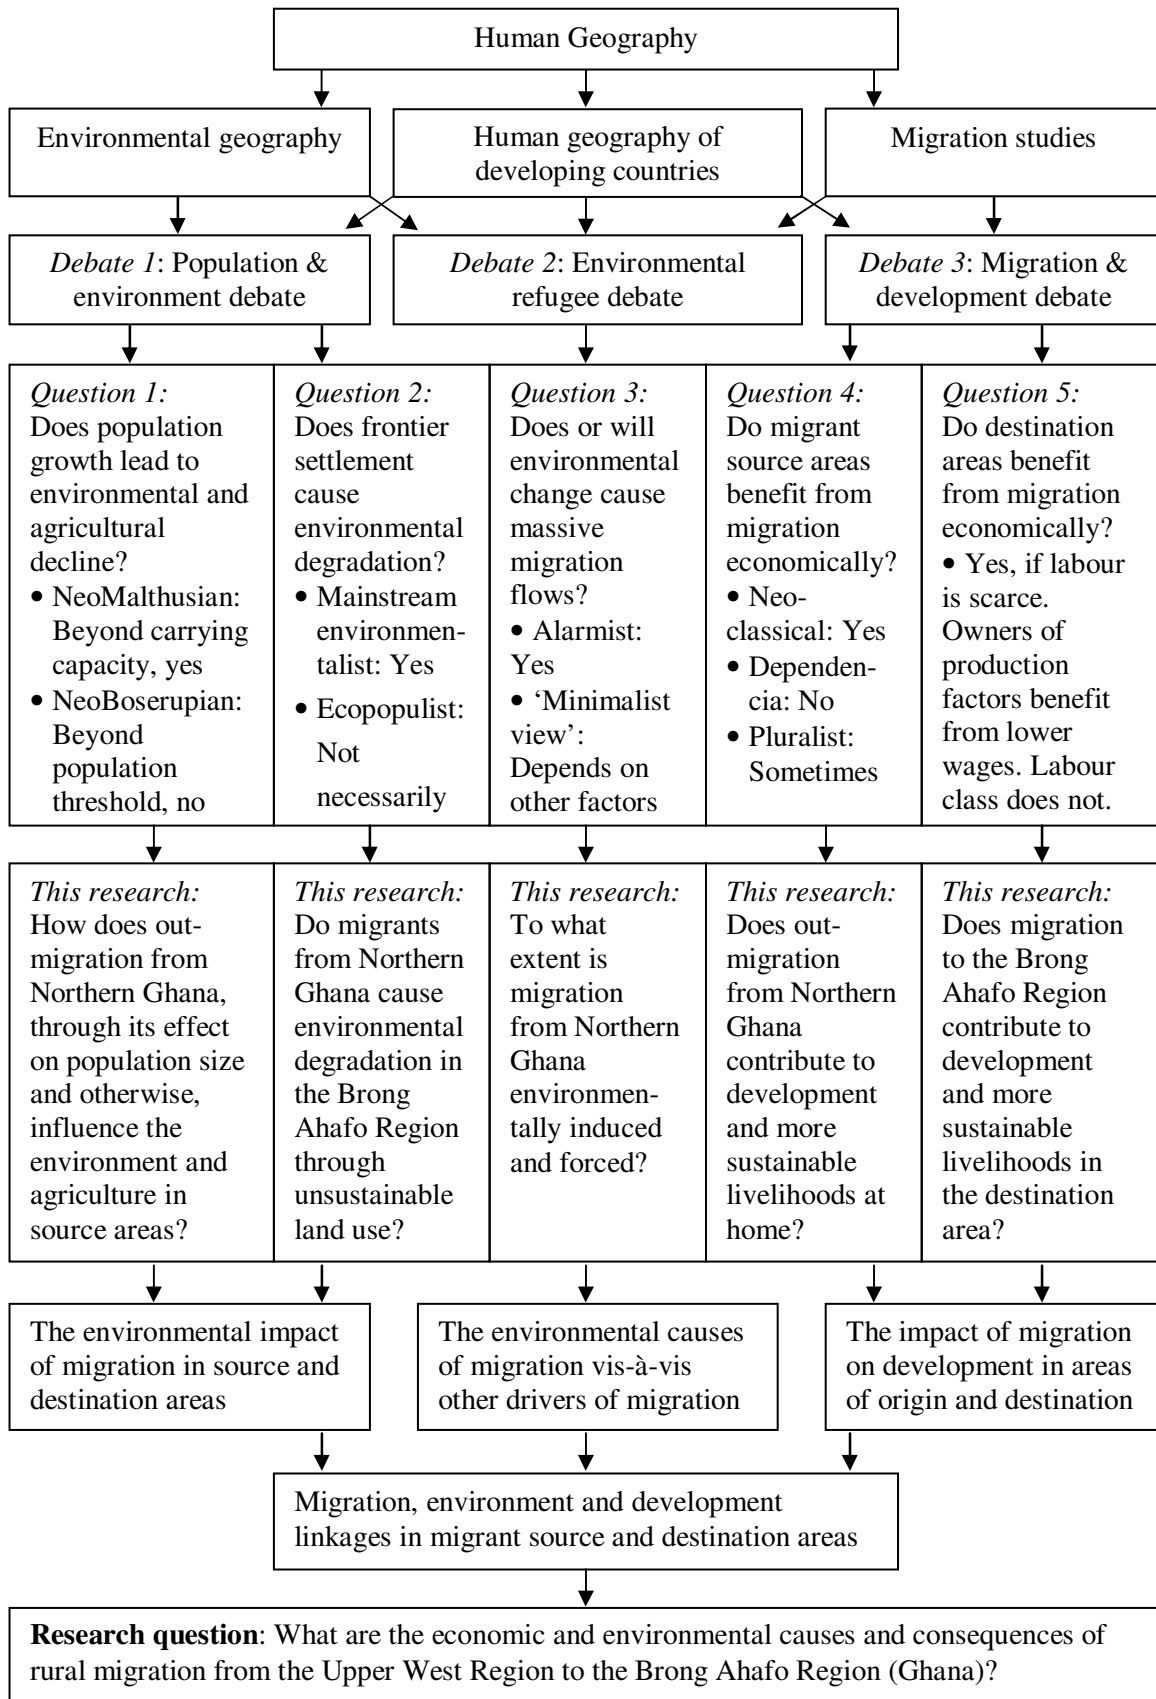 Human Geography
Environmental geography
Human geography of
developing countries
Migration studies
Debate 1: Population &
environment debate
Debate 2: Environmental
refugee debate
Debate 3: Migration &
development debate
Question 1:
Does population
growth lead to
environmental and
agricultural
decline?
• NeoMalthusian:
Beyond carrying
capacity, yes
• NeoBoserupian:
Beyond
population
threshold, no
Question 2:
Does frontier
settlement
cause
environmental
degradation?
• Mainstream
environmen-
talist: Yes
• Ecopopulist:
Not
necessarily
Question 3:
Does or will
environmental
change cause
massive
migration
flows?
• Alarmist:
Yes
• ‘Minimalist
view’:
Depends on
other factors
Question 4:
Do migrant
source areas
benefit from
migration
economically?
• Neo-
classical: Yes
• Dependen-
cia: No
• Pluralist:
Sometimes
Question 5:
Do destination
areas benefit
from migration
economically?
• Yes, if labour
is scarce.
Owners of
production
factors benefit
from lower
wages. Labour
class does not.
This research:
How does out-
migration from
Northern Ghana,
through its effect
on population size
and otherwise,
influence the
environment and
agriculture in
source areas?
This research:
Do migrants
from Northern
Ghana cause
environmental
degradation in
the Brong
Ahafo Region
through
unsustainable
land use?
This research:
To what
extent is
migration
from Northern
Ghana
environmen-
tally induced
and forced?
This research:
Does out-
migration
from Northern
Ghana
contribute to
development
and more
sustainable
livelihoods at
home?
This research:
Does migration
to the Brong
Ahafo Region
contribute to
development
and more
sustainable
livelihoods in
the destination
area?
The environmental impact
of migration in source and
destination areas
The environmental causes
of migration vis-à-vis
other drivers of migration
The impact of migration
on development in areas
of origin and destination
Migration, environment and development
linkages in migrant source and destination areas
Research question: What are the economic and environmental causes and consequences of
rural migration from the Upper West Region to the Brong Ahafo Region (Ghana)?